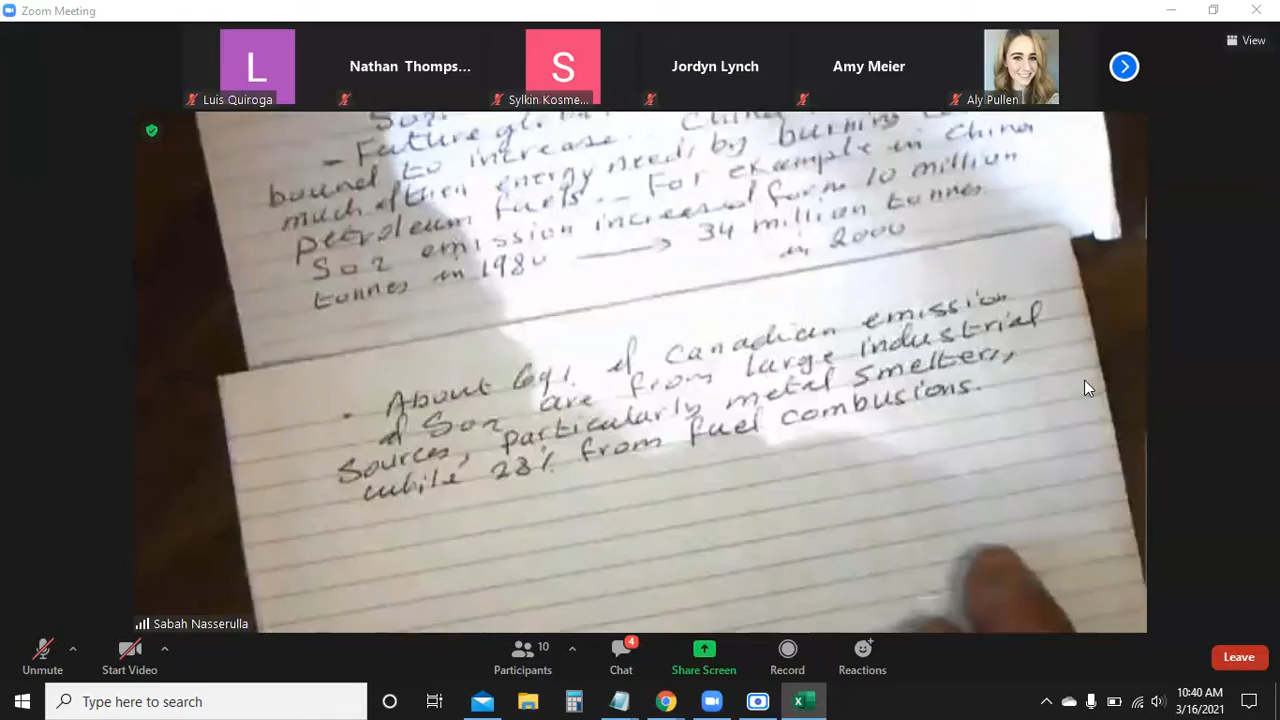 Zoom Meeting
View
L
Luis Quiroga
Nathan Thomps...
S
Sylkin Kosme...
Jordyn Lynch
Amy Meier
Aly Pullen
- Future
bound to increase.
much of their energy needs by burning
petroleum fuels -- For example in China
So2 emission increased form 10 million
tonnes in 1980 → 34 million tonnes
in 2000
· About 69% of Canadian emission
of So2 are from large industrial
Sources, particularly metal smelters,
while 28% from fuel combusions.
Sabah Nasserulla
Unmute
Start Video
Participants
10
Chat
4
Share Screen
Record
Reactions
Leave
Type here to search
10:40 AM
3/16/2021